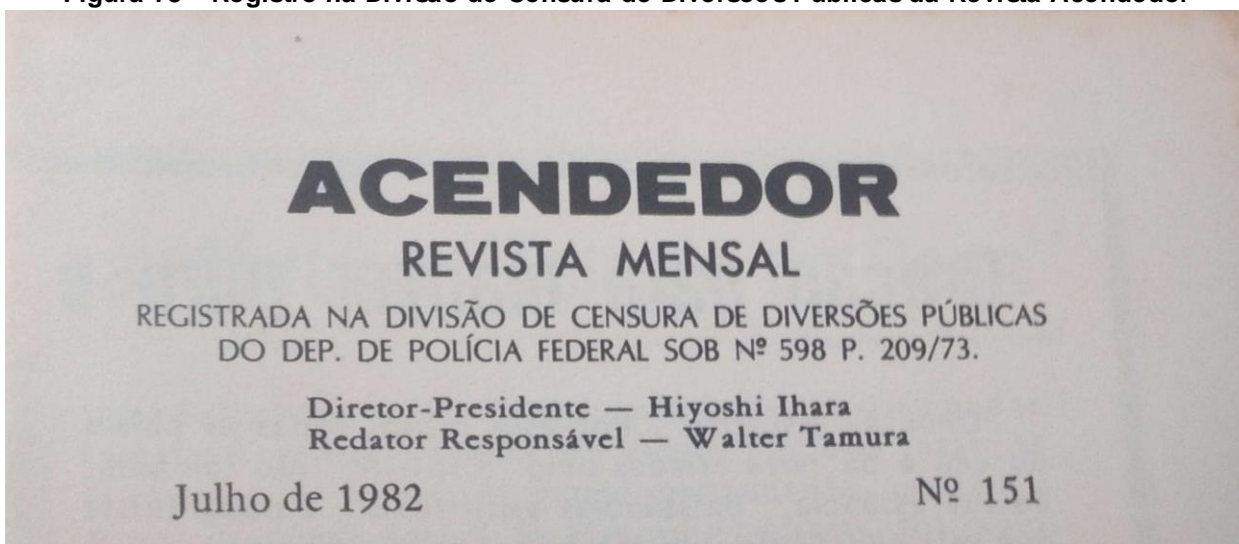 ACENDEDOR
REVISTA MENSAL
REGISTRADA NA DIVISÃO DE CENSURA DE DIVERSÕES PÚBLICAS
DO DEP. DE POLÍCIA FEDERAL SOB Nº 598 P. 209/73.
Diretor-Presidente — Hiyoshi Ihara
Redator Responsável — Walter Tamura
Julho de 1982 Nº 151